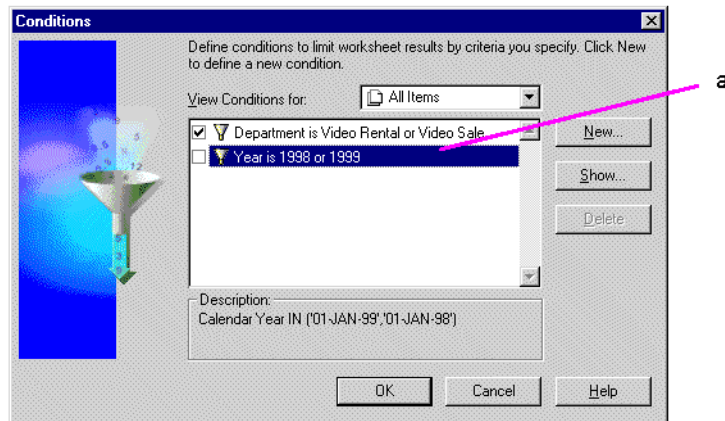 Conditions
Define conditions to limit worksheet results by criteria you specify. Click New
to define a new condition.
View Conditions for:
All Items
Department is Video Rental or Video Sale
Year is 1998 or 1999
New...
Show...
Delete
Description:
Calendar Year IN ('01-JAN-99','01-JAN-98')
OK
Cancel
Help
a